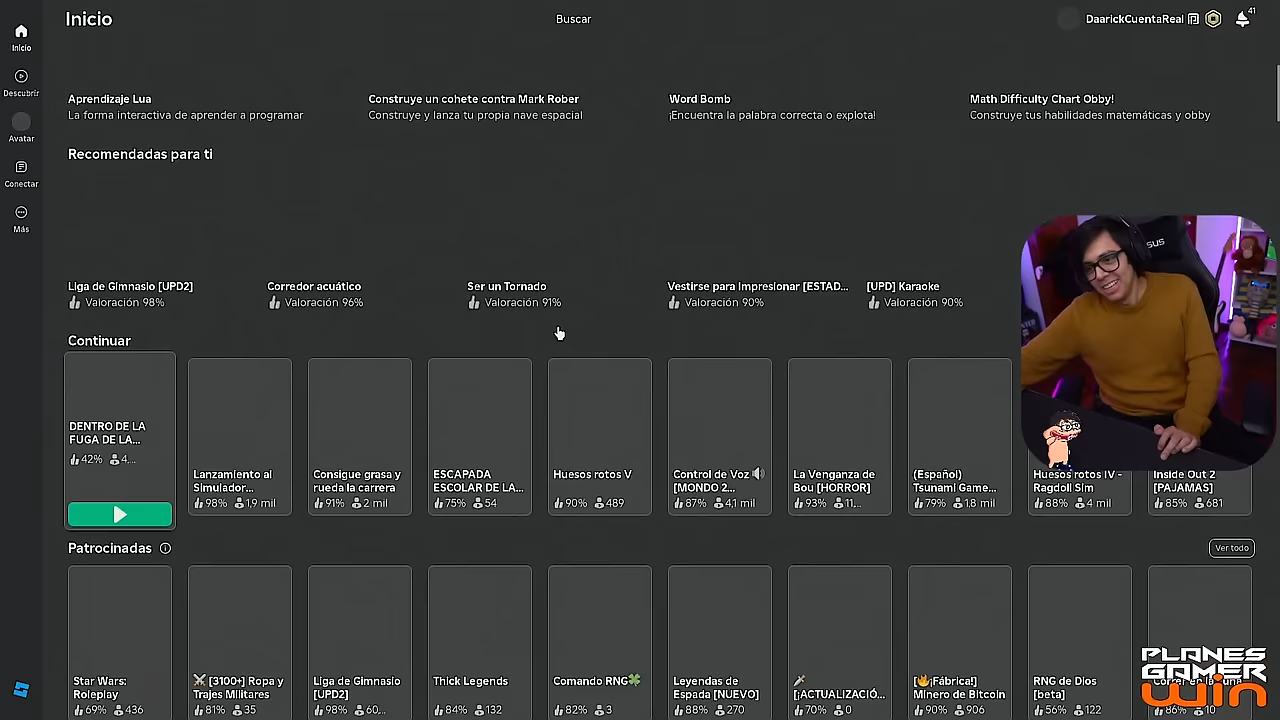 Inicio
Buscar
DaarickCuentaReal
41
Inicio
Descubrir
Avatar
Conectar
Más
Aprendizaje Lua
La forma interactiva de aprender a programar
Construye un cohete contra Mark Rober
Construye y lanza tu propia nave espacial
Word Bomb
¡Encuentra la palabra correcta o explota!
Math Difficulty Chart Obby!
Construye tus habilidades matemáticas y obby
Recomendadas para ti
Liga de Gimnasio [UPD2]
Valoración 98%
Corredor acuático
Valoración 96%
Ser un Tornado
Valoración 91%
Vestirse para Impresionar [ESTAD...
Valoración 90%
[UPD] Karaoke
Valoración 90%
SUS
Continuar
DENTRO DE LA
FUGA DE LA...
42% 4,...
Lanzamiento al
Simulador...
98% 1,9 mil
Consigue grasa y
rueda la carrera
91% 2 mil
ESCAPADA
ESCOLAR DE LA...
75% 54
Huesos rotos V
90% 489
Control de Voz 🔊
[MONDO 2...
87% 4,1 mil
La Venganza de
Bou [HORROR]
93% 11,...
(Español)
Tsunami Game...
79% 1,8 mil
Huesos rotos IV -
Ragdoll Sim
88% 4 mil
Inside Out 2
[PAJAMAS]
85% 681
Patrocinadas
Ver todo
Star Wars:
Roleplay
69% 436
⚔️ [3100+] Ropa y
Trajes Militares
81% 35
Liga de Gimnasio
[UPD2]
98% 60,...
Thick Legends
84% 132
Comando RNG🍀
82% 3
Leyendas de
Espada [NUEVO]
88% 270
🗡️
[¡ACTUALIZACIÓ...
70% 0
[🔥¡Fábrica!]
Minero de Bitcoin
90% 906
RNG de Dios
[beta]
56% 122
86% 10
PLANES
GAMER
win